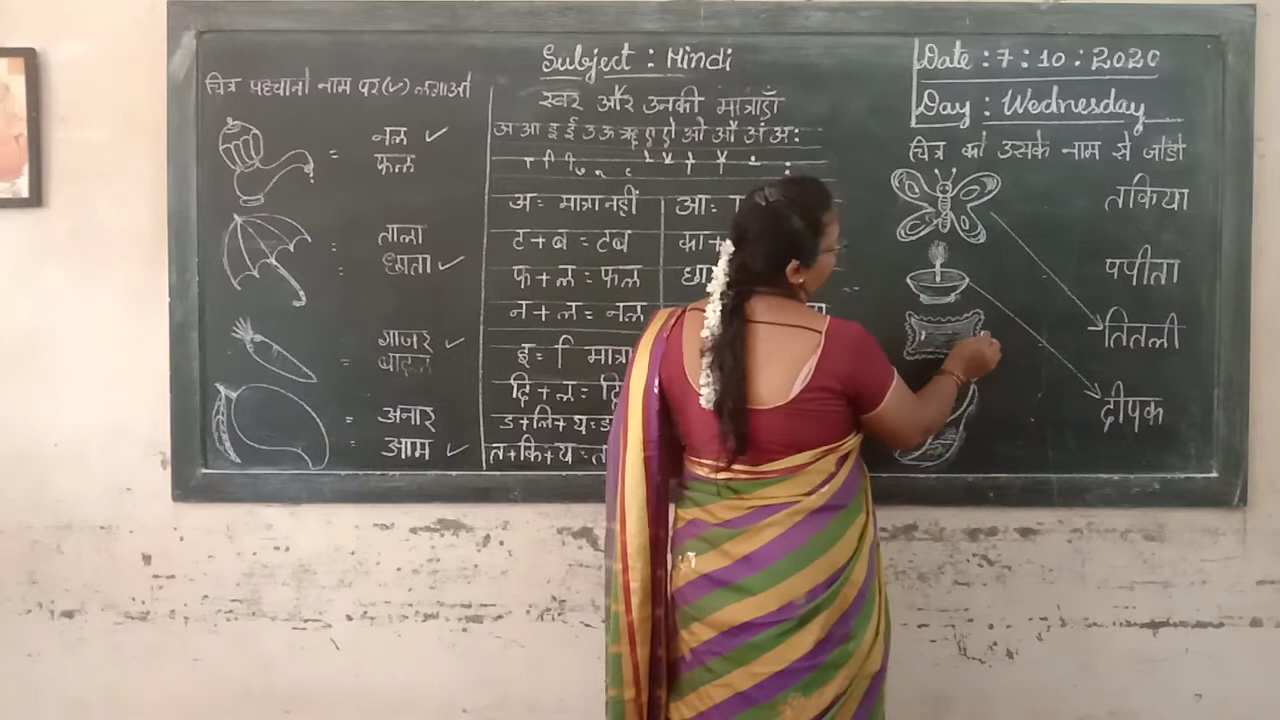 Subject : Hindi
Date : 7 : 10 : 2020
Day : Wednesday
चित्र पहचानो नाम पर (✓) लगाओ
= नल ✓
फल
: ताला
: छाता ✓
गाजर ✓
= बादल
= अनार
= आम ✓
स्वर और उनकी मात्राएँ
अ आ इ ई उ ऊ ऋ ए ऐ ओ औ अं अ:
अ: मात्रा नहीं
ट + ब = टब
फ + ल = फल
न + ल = नल
इ = ि मात्रा
दि + ल =
ड + लि + य =
त + कि + य =
आ:
का +
चित्र को उसके नाम से जोडो
तकिया
पपीता
तितली
दीपक